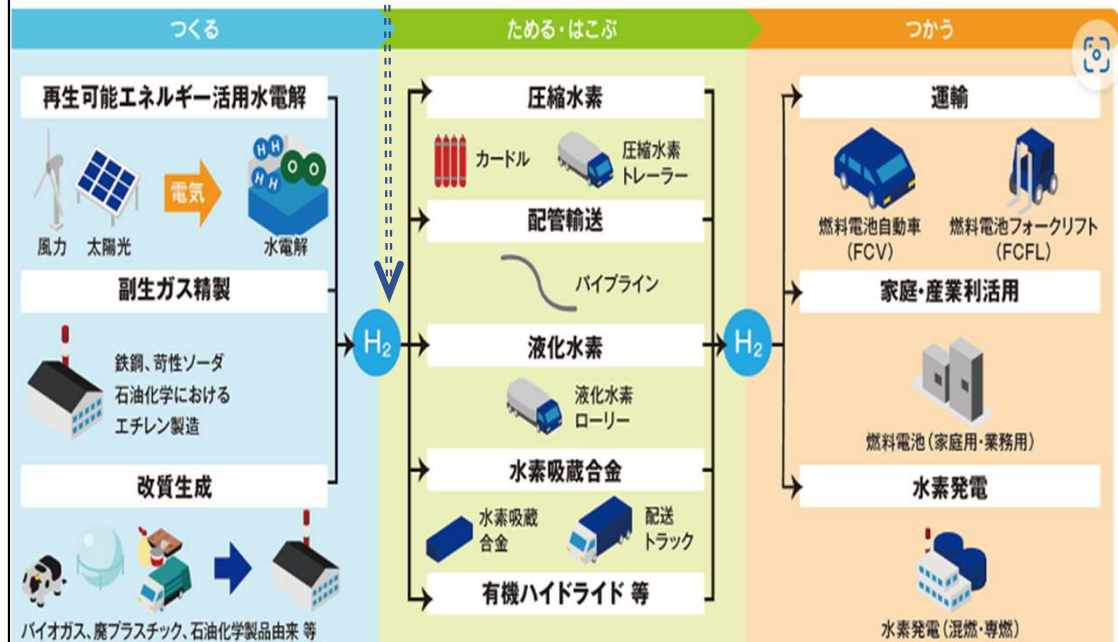 つくる
ためる・はこぶ
つかう
再生可能エネルギー活用水電解
電気
H H
O O
H H
風力
太陽光
水電解
副生ガス精製
鉄鋼、苛性ソーダ
石油化学における
エチレン製造
改質生成
バイオガス、廃プラスチック、石油化学製品由来 等
H2
圧縮水素
カードル
圧縮水素
トレーラー
配管輸送
パイプライン
液化水素
液化水素
ローリー
水素吸蔵合金
水素吸蔵
合金
配送
トラック
有機ハイドライド 等
H2
運輸
燃料電池自動車
(FCV)
燃料電池フォークリフト
(FCFL)
家庭・産業利活用
燃料電池(家庭用・業務用)
水素発電
水素発電(混燃・専燃)